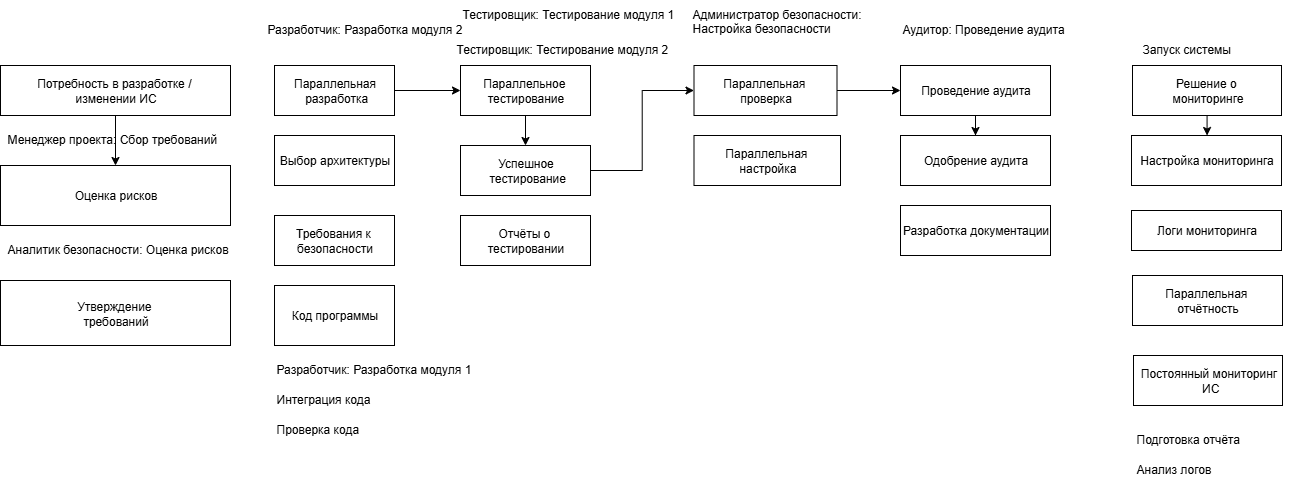 Потребность в разработке /
изменении ИС
Менеджер проекта: Сбор требований
Оценка рисков
Аналитик безопасности: Оценка рисков
Утверждение
требований
Разработчик: Разработка модуля 2
Параллельная
разработка
Выбор архитектуры
Требования к
безопасности
Код программы
Разработчик: Разработка модуля 1
Интеграция кода
Проверка кода
Тестировщик: Тестирование модуля 1
Тестировщик: Тестирование модуля 2
Параллельное
тестирование
Успешное
тестирование
Отчёты о
тестировании
Администратор безопасности:
Настройка безопасности
Параллельная
проверка
Параллельная
настройка
Аудитор: Проведение аудита
Проведение аудита
Одобрение аудита
Разработка документации
Запуск системы
Решение о
мониторинге
Настройка мониторинга
Логи мониторинга
Параллельная
отчётность
Постоянный мониторинг
ИС
Подготовка отчёта
Анализ логов